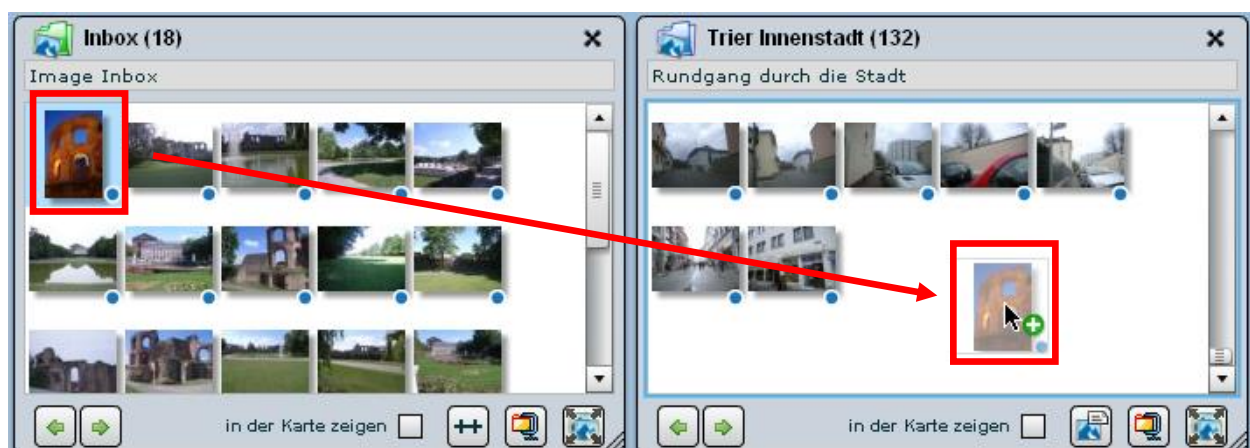 Inbox (18)
Image Inbox
in der Karte zeigen
Trier Innenstadt (132)
Rundgang durch die Stadt
in der Karte zeigen